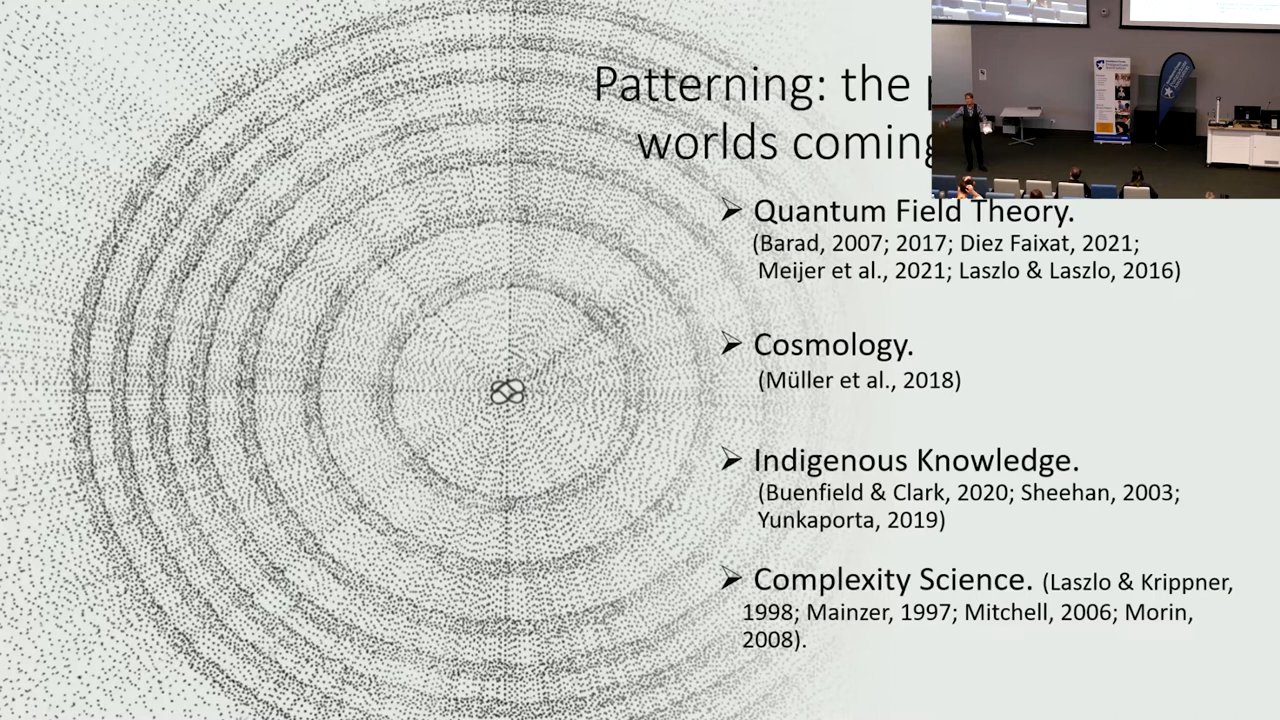 Patterning: the
worlds coming
➢ Quantum Field Theory.
(Barad, 2007; 2017; Diez Faixat, 2021;
Meijer et al., 2021; Laszlo & Laszlo, 2016)
➢ Cosmology.
(Müller et al., 2018)
➢ Indigenous Knowledge.
(Buenfield & Clark, 2020; Sheehan, 2003;
Yunkaporta, 2019)
➢ Complexity Science. (Laszlo & Krippner,
1998; Mainzer, 1997; Mitchell, 2006; Morin,
2008).